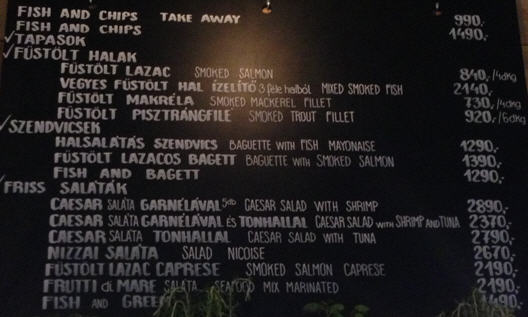 FISH AND CHIPS TAKE AWAY 990,-
FISH AND CHIPS 1490,-
✓TAPASOK
✓FÜSTÖLT HALAK
FÜSTÖLT LAZAC SMOKED SALMON 840,-/4dkg
VEGYES FÜSTÖLT HAL ÍZELÍTŐ 3 féle halból MIXED SMOKED FISH 2140,-
FÜSTÖLT MAKRÉLA SMOKED MACKEREL FILLET 730,-/4dkg
FÜSTÖLT PISZTRÁNGFILÉ SMOKED TROUT FILLET 920,-/6dkg
✓SZENDVICSEK
HALSALÁTÁS SZENDVICS BAGUETTE WITH FISH MAYONAISE 1290,-
FÜSTÖLT LAZACOS BAGETT BAGUETTE WITH SMOKED SALMON 1390,-
FISH AND BAGETT 1290,-
✓FRISS SALÁTÁK
CAESAR SALÁTA GARNÉLÁVAL 5db CAESAR SALAD WITH SHRIMP 2890,-
CAESAR SALÁTA GARNÉLÁVAL ÉS TONHALLAL CAESAR SALAD WITH SHRIMP AND TUNA 2370,-
CAESAR SALÁTA TONHALLAL CAESAR SALAD WITH TUNA 2790,-
NIZZAI SALÁTA SALAD NICOISE 2670,-
FÜSTÖLT LAZAC CAPRESE SMOKED SALMON CAPRESE 2190,-
FRUTTI di MARE SALÁTA SEAFOOD MIX MARINATED 2190,-
FISH AND GREEN 1490,-